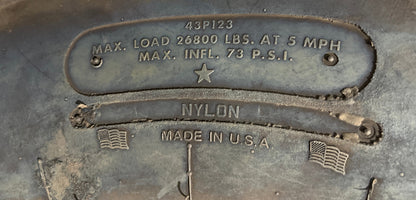 43P123
MAX. LOAD 26800 LBS. AT 5 MPH
MAX. INFL. 73 P.S.I.
NYLON
MADE IN U.S.A.